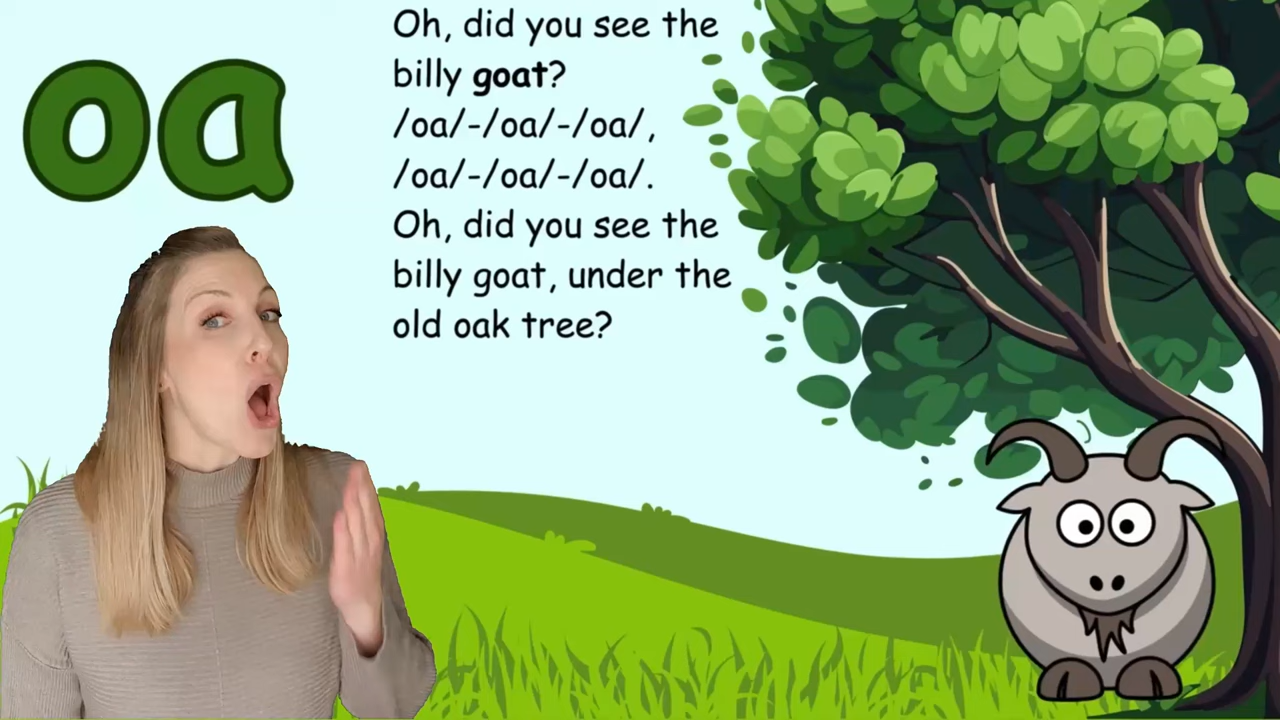 oa
Oh, did you see the
billy goat?
/oa/-/oa/-/oa/,
/oa/-/oa/-/oa/.
Oh, did you see the
billy goat, under the
old oak tree?